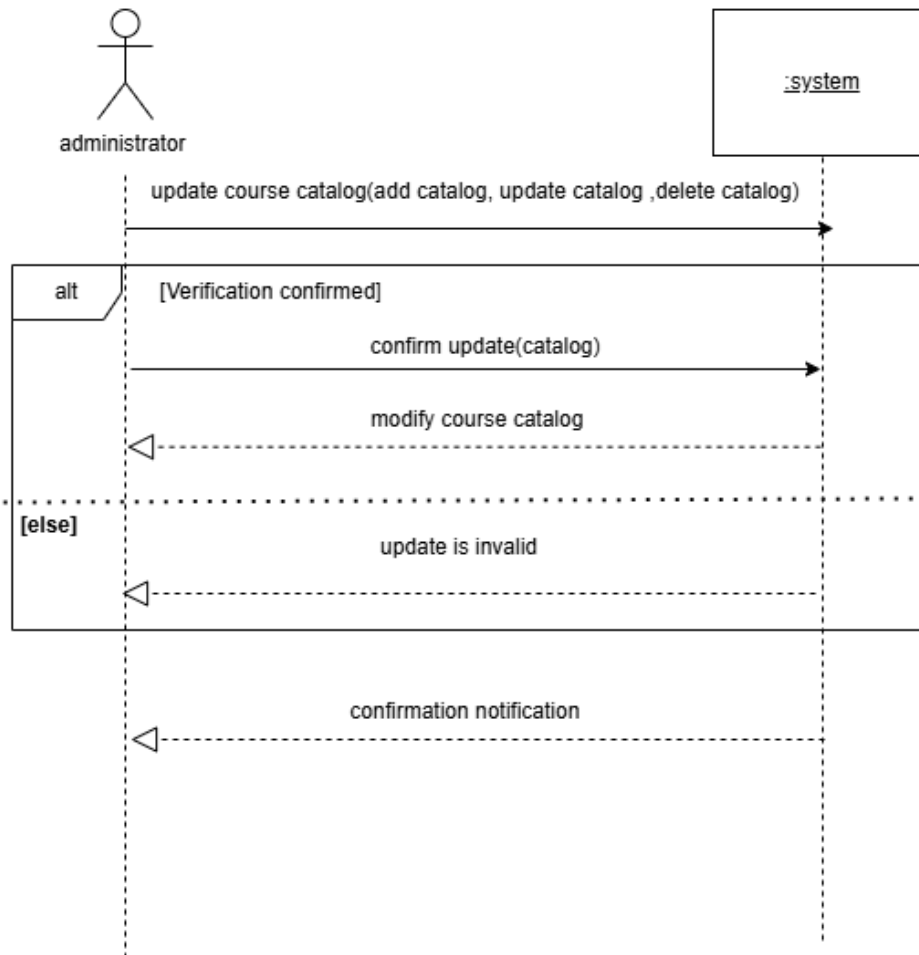 :system
administrator
update course catalog(add catalog, update catalog ,delete catalog)
alt
[Verification confirmed]
confirm update(catalog)
modify course catalog
[else]
update is invalid
confirmation notification